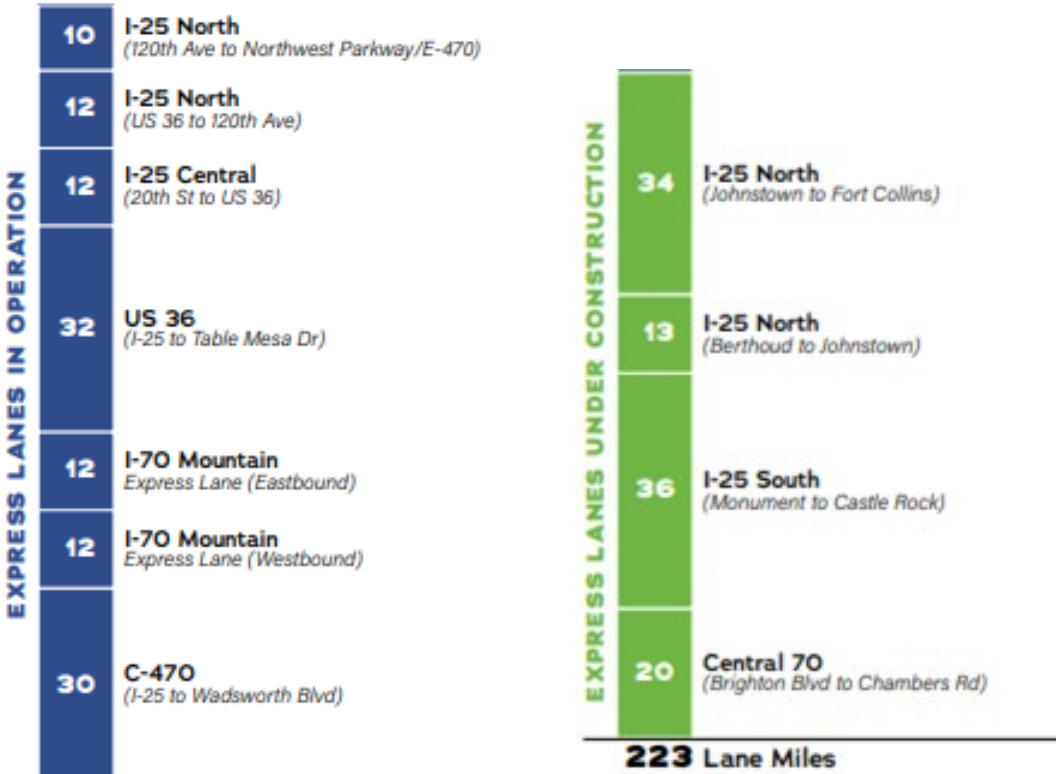 EXPRESS LANES IN OPERATION
10 I-25 North
(120th Ave to Northwest Parkway/E-470)
12 I-25 North
(US 36 to 120th Ave)
12 I-25 Central
(20th St to US 36)
32 US 36
(I-25 to Table Mesa Dr)
12 I-70 Mountain
Express Lane (Eastbound)
12 I-70 Mountain
Express Lane (Westbound)
30 C-470
(I-25 to Wadsworth Blvd)
EXPRESS LANES UNDER CONSTRUCTION
34 I-25 North
(Johnstown to Fort Collins)
13 I-25 North
(Berthoud to Johnstown)
36 I-25 South
(Monument to Castle Rock)
20 Central 70
(Brighton Blvd to Chambers Rd)
223 Lane Miles